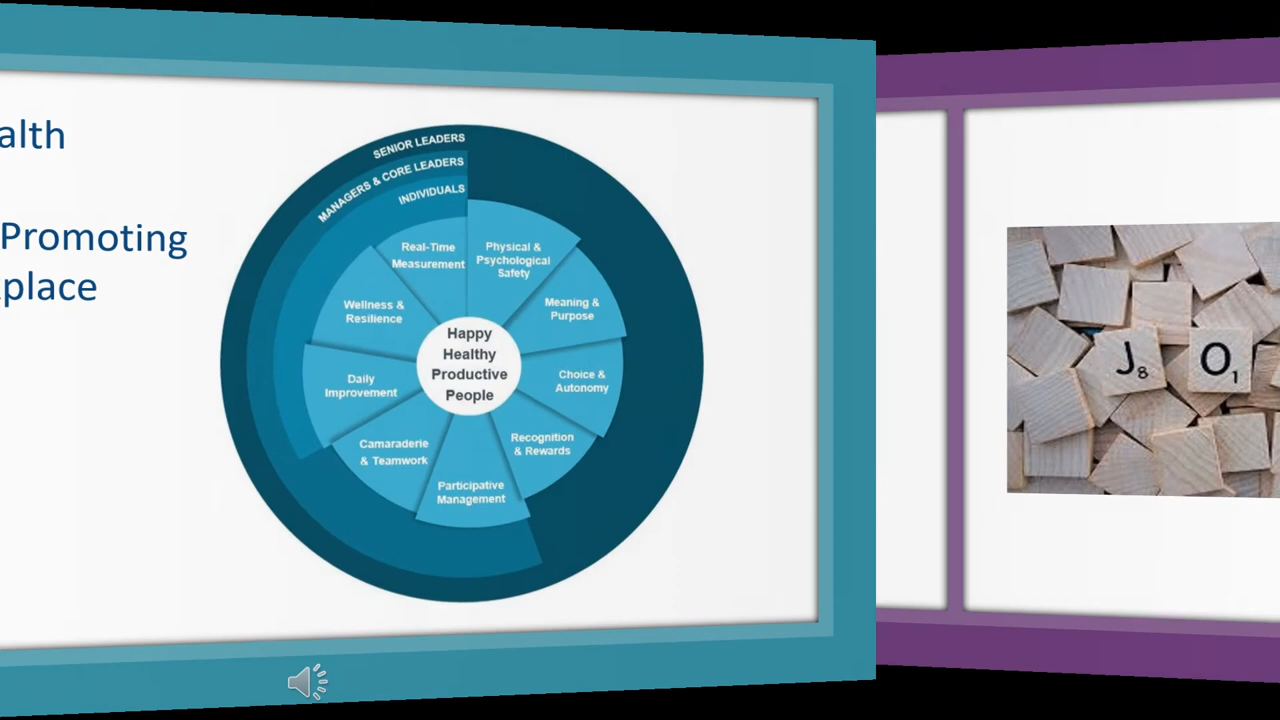 alth
Promoting
place
SENIOR LEADERS
MANAGERS & CORE LEADERS
INDIVIDUALS
Real-Time
Measurement
Physical &
Psychological
Safety
Meaning &
Purpose
Choice &
Autonomy
Recognition
& Rewards
Participative
Management
Camaraderie
& Teamwork
Daily
Improvement
Wellness &
Resilience
Happy
Healthy
Productive
People
J8 O1